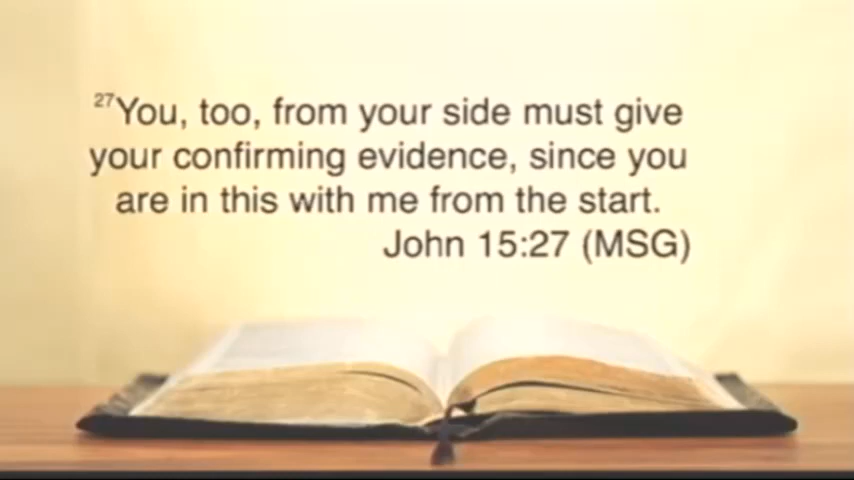 27You, too, from your side must give
your confirming evidence, since you
are in this with me from the start.
John 15:27 (MSG)